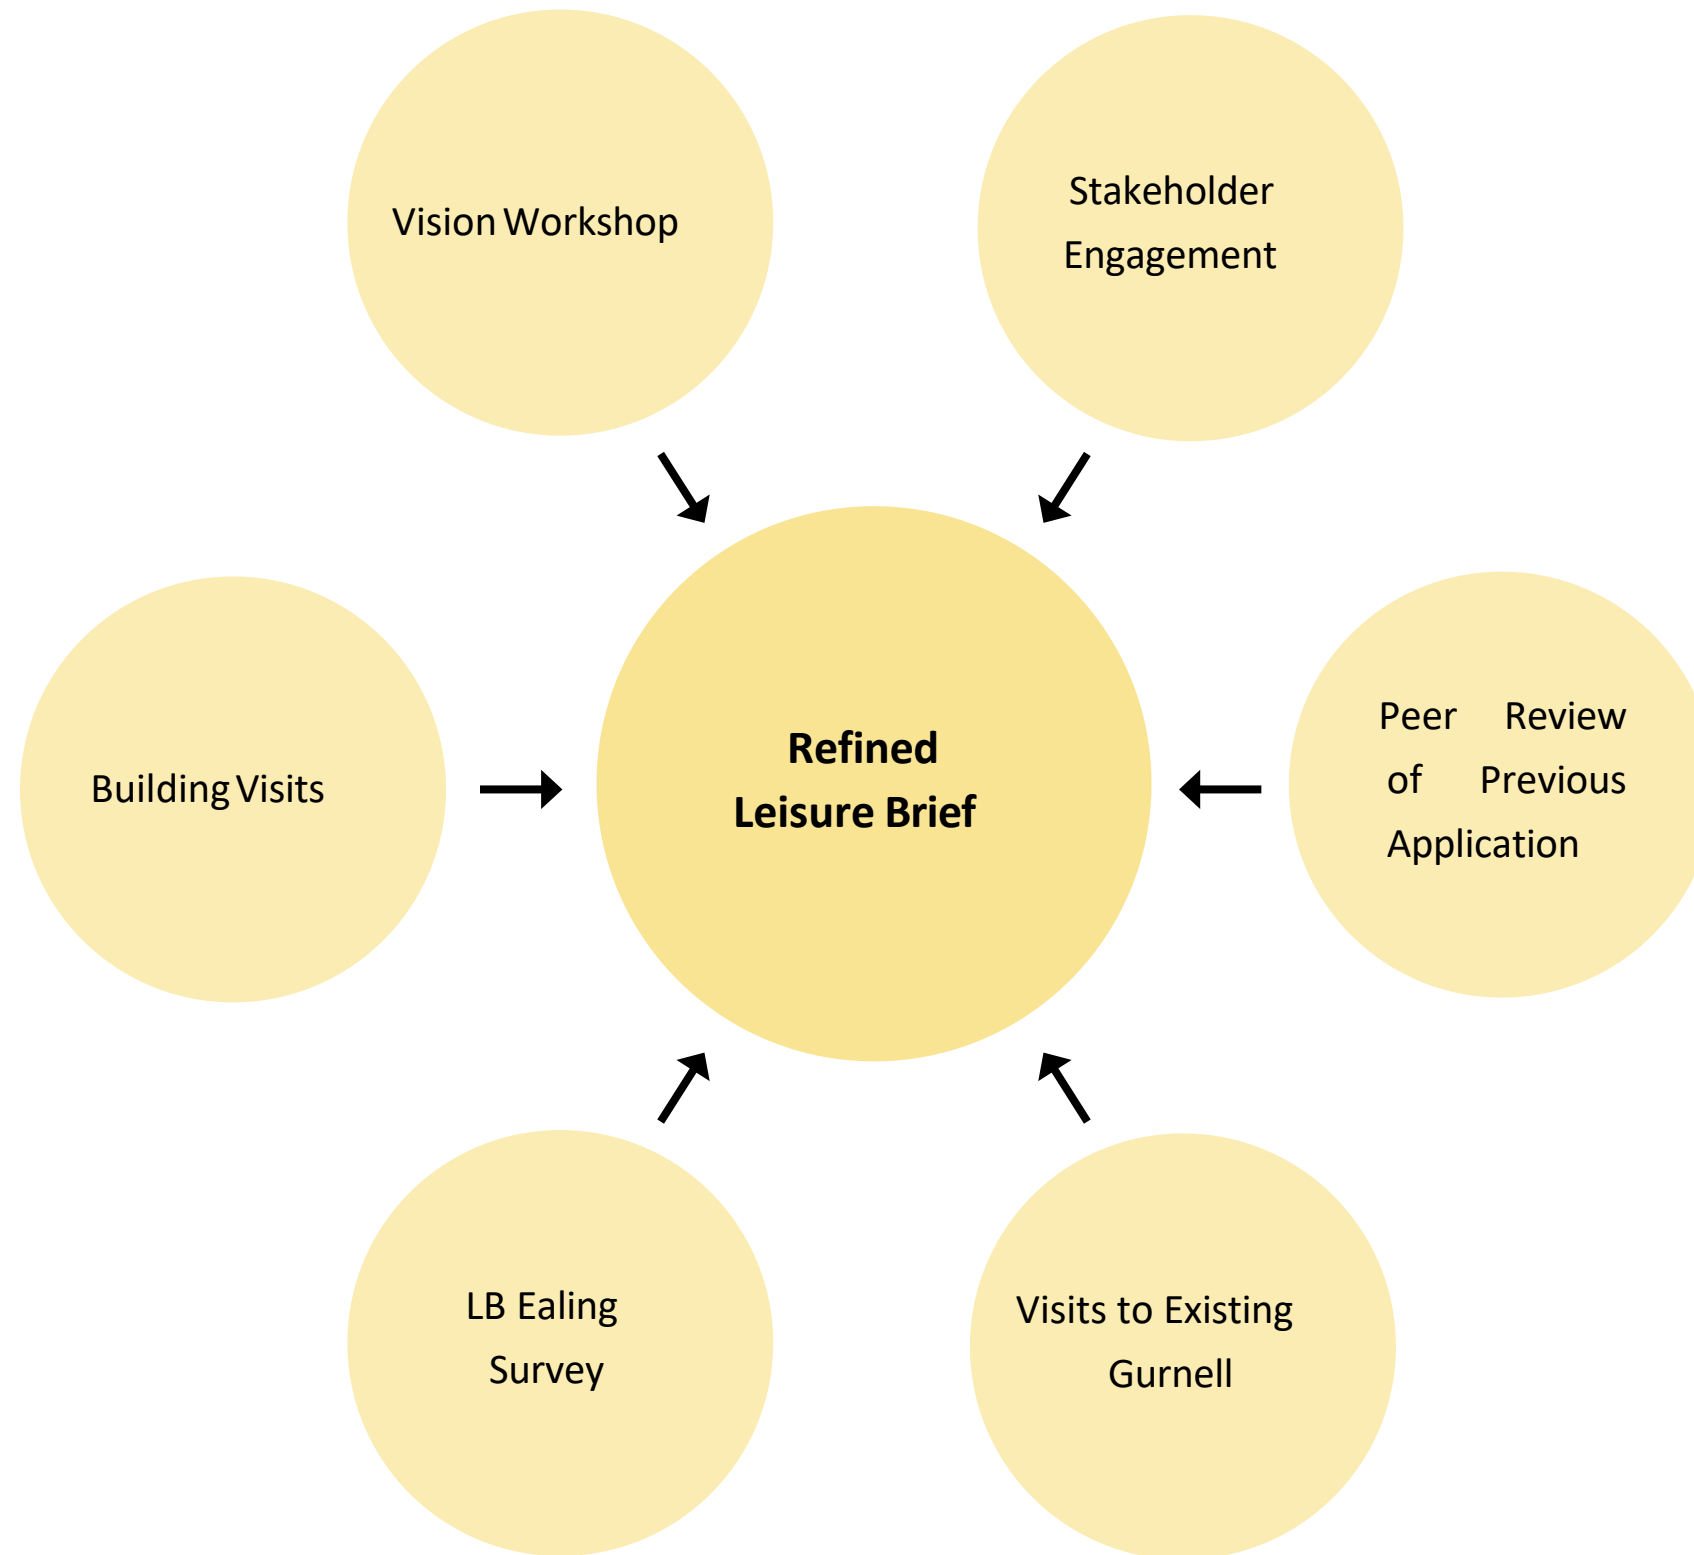 Vision Workshop
Stakeholder
Engagement
Building Visits
Refined
Leisure Brief
Peer Review
of Previous
Application
LB Ealing
Survey
Visits to Existing
Gurnell